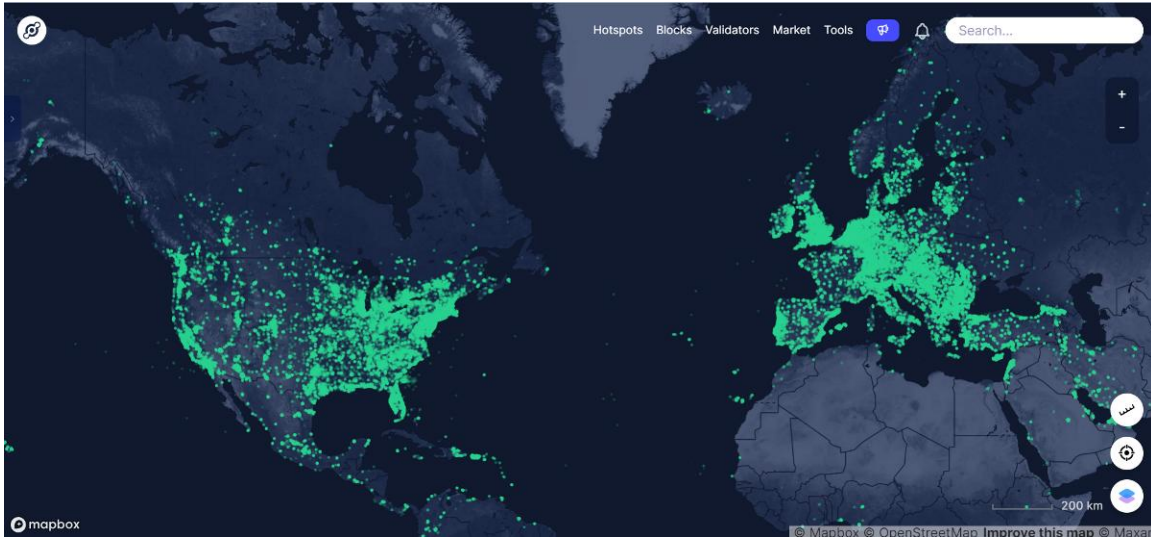 Hotspots Blocks Validators Market Tools Search...
+
-
200 km
mapbox
© Mapbox © OpenStreetMap Improve this map © Maxar